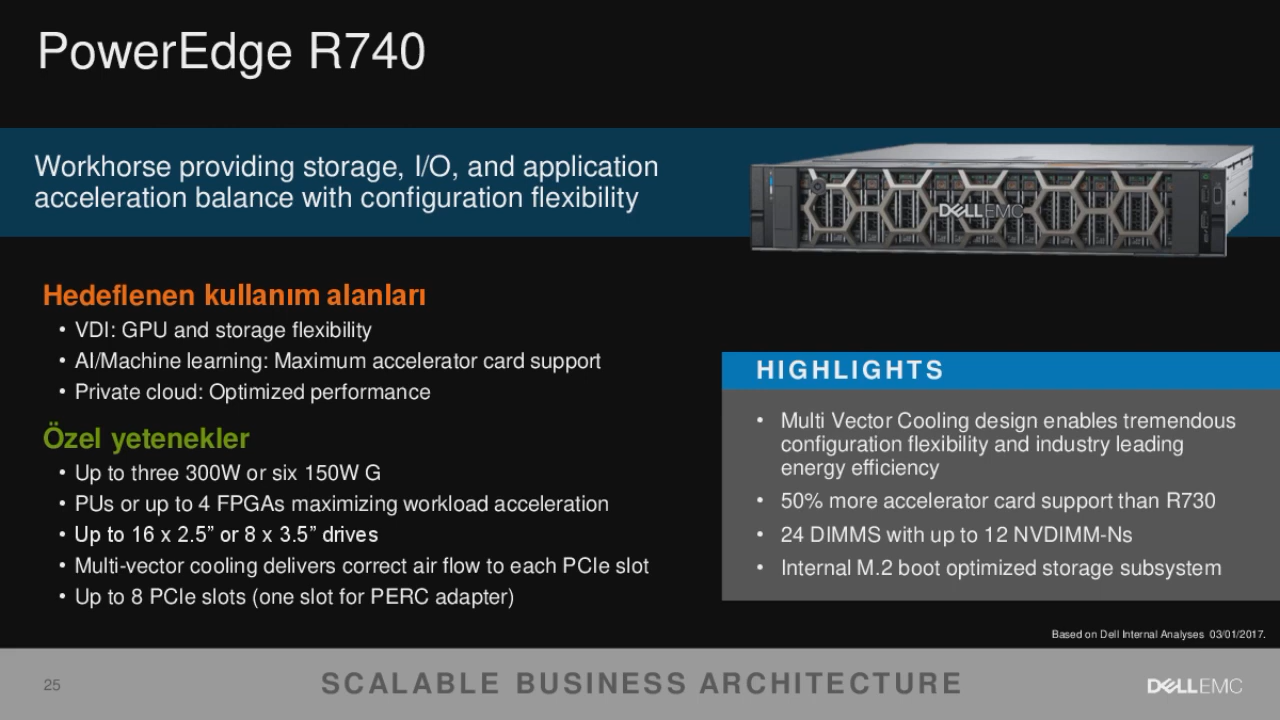 PowerEdge R740
Workhorse providing storage, I/O, and application
acceleration balance with configuration flexibility
DELLEMC
Hedeflenen kullanım alanları
• VDI: GPU and storage flexibility
• AI/Machine learning: Maximum accelerator card support
• Private cloud: Optimized performance
Özel yetenekler
• Up to three 300W or six 150W G
• PUs or up to 4 FPGAs maximizing workload acceleration
• Up to 16 x 2.5” or 8 x 3.5” drives
• Multi-vector cooling delivers correct air flow to each PCIe slot
• Up to 8 PCIe slots (one slot for PERC adapter)
HIGHLIGHTS
• Multi Vector Cooling design enables tremendous
configuration flexibility and industry leading
energy efficiency
• 50% more accelerator card support than R730
• 24 DIMMS with up to 12 NVDIMM-Ns
• Internal M.2 boot optimized storage subsystem
Based on Dell Internal Analyses 03/01/2017.
25
SCALABLE BUSINESS ARCHITECTURE
DELLEMC